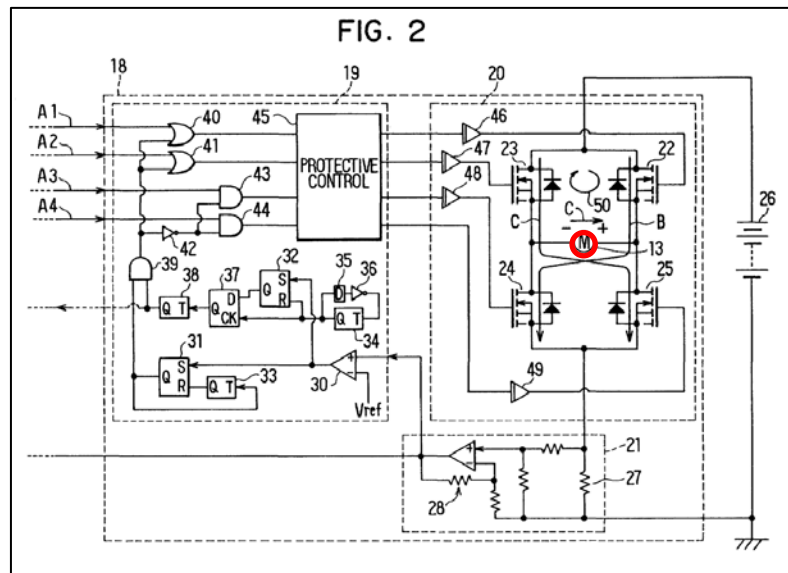 FIG. 2
18
19
20
A1
40
45
46
26
A2
41
47
23
22
A3
43
PROTECTIVE
CONTROL
48
50
A4
44
C
C
B
42
- +
M
13
39
38
37
32
35
36
24
25
Q T
Q D
CK
Q S
R
D
Q T
34
31
33
30
49
Q S
R
Q T
+
-
Vref
21
+
-
28
27